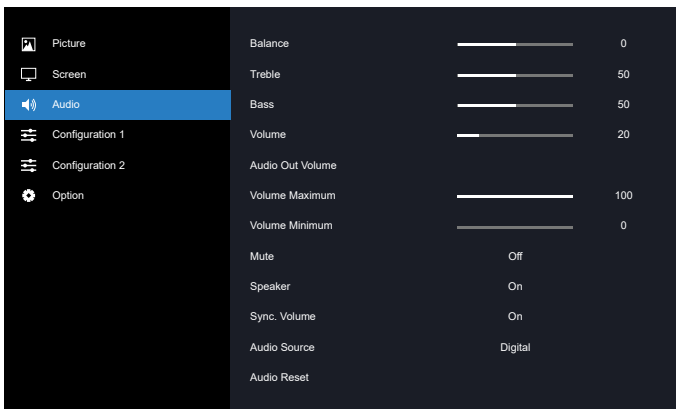 Picture
Screen
Audio
Configuration 1
Configuration 2
Option
Balance 0
Treble 50
Bass 50
Volume 20
Audio Out Volume
Volume Maximum 100
Volume Minimum 0
Mute Off
Speaker On
Sync. Volume On
Audio Source Digital
Audio Reset